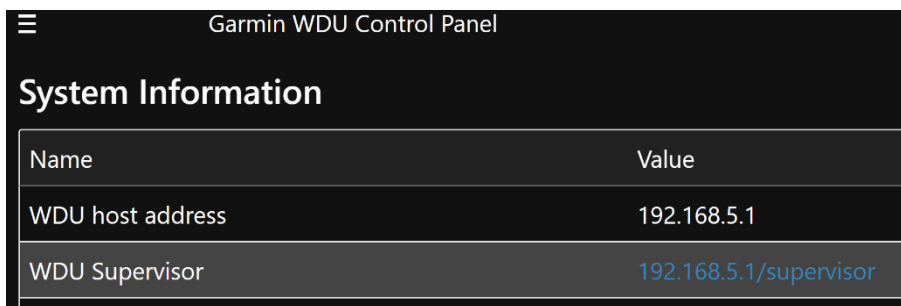 Garmin WDU Control Panel
System Information
Name Value
WDU host address 192.168.5.1
WDU Supervisor 192.168.5.1/supervisor